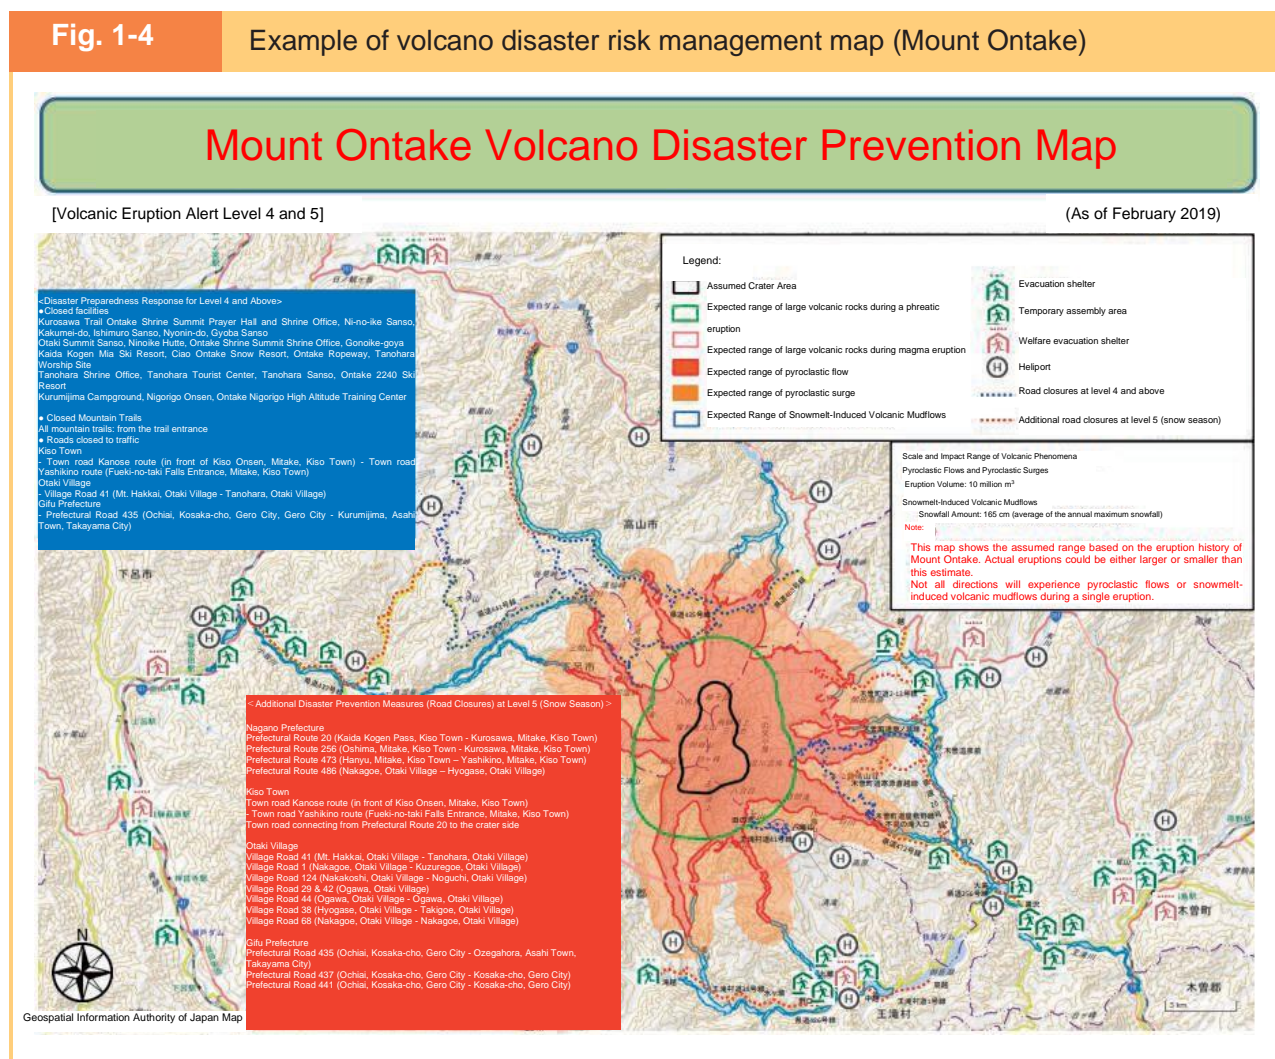 Fig. 1-4
Example of volcano disaster risk management map (Mount Ontake)
Mount Ontake Volcano Disaster Prevention Map
[Volcanic Eruption Alert Level 4 and 5]
(As of February 2019)
<Disaster Preparedness Response for Level 4 and Above>
●Closed facilities
Kurosawa Trail Ontake Shrine Summit Prayer Hall and Shrine Office, Ni-no-ike Sanso,
Kakumei-do, Ishimuro Sanso, Nyonin-do, Gyoba Sanso
Otaki Summit Sanso, Ninoike Hutte, Ontake Shrine Summit Shrine Office, Gonoike-goya
Kaida Kogen Mia Ski Resort, Ciao Ontake Snow Resort, Ontake Ropeway, Tanohara
Worship Site
Tanohara Shrine Office, Tanohara Tourist Center, Tanohara Sanso, Ontake 2240 Ski
Resort
Kurumijima Campground, Nigorigo Onsen, Ontake Nigorigo High Altitude Training Center
● Closed Mountain Trails
All mountain trails: from the trail entrance
● Roads closed to traffic
Kiso Town
- Town road Kanose route (in front of Kiso Onsen, Mitake, Kiso Town) - Town road
Yashikino route (Fueki-no-taki Falls Entrance, Mitake, Kiso Town)
Otaki Village
- Village Road 41 (Mt. Hakkai, Otaki Village - Tanohara, Otaki Village)
Gifu Prefecture
- Prefectural Road 435 (Ochiai, Kosaka-cho, Gero City, Gero City - Kurumijima, Asahi
Town, Takayama City)
Legend:
Assumed Crater Area
Expected range of large volcanic rocks during a phreatic
eruption
Expected range of large volcanic rocks during magma eruption
Expected range of pyroclastic flow
Expected range of pyroclastic surge
Expected Range of Snowmelt-Induced Volcanic Mudflows
Evacuation shelter
Temporary assembly area
Welfare evacuation shelter
H Heliport
Road closures at level 4 and above
Additional road closures at level 5 (snow season)
Scale and Impact Range of Volcanic Phenomena
Pyroclastic Flows and Pyroclastic Surges
Eruption Volume: 10 million m³
Snowmelt-Induced Volcanic Mudflows
Snowfall Amount: 165 cm (average of the annual maximum snowfall)
Note:
This map shows the assumed range based on the eruption history of
Mount Ontake. Actual eruptions could be either larger or smaller than
this estimate.
Not all directions will experience pyroclastic flows or snowmelt-
induced volcanic mudflows during a single eruption.
高山市
下呂市
下呂市
< Additional Disaster Prevention Measures (Road Closures) at Level 5 (Snow Season) >
Nagano Prefecture
Prefectural Route 20 (Kaida Kogen Pass, Kiso Town - Kurosawa, Mitake, Kiso Town)
Prefectural Route 256 (Oshima, Mitake, Kiso Town - Kurosawa, Mitake, Kiso Town)
Prefectural Route 473 (Hanyu, Mitake, Kiso Town – Yashikino, Mitake, Kiso Town)
Prefectural Route 486 (Nakagoe, Otaki Village – Hyogase, Otaki Village)
Kiso Town
Town road Kanose route (in front of Kiso Onsen, Mitake, Kiso Town)
- Town road Yashikino route (Fueki-no-taki Falls Entrance, Mitake, Kiso Town)
Town road connecting from Prefectural Route 20 to the crater side
Otaki Village
Village Road 41 (Mt. Hakkai, Otaki Village - Tanohara, Otaki Village)
Village Road 1 (Nakagoe, Otaki Village - Kuzuregoe, Otaki Village)
Village Road 124 (Nakakoshi, Otaki Village - Noguchi, Otaki Village)
Village Road 29 & 42 (Ogawa, Otaki Village)
Village Road 44 (Ogawa, Otaki Village - Ogawa, Otaki Village)
Village Road 38 (Hyogase, Otaki Village - Takigoe, Otaki Village)
Village Road 68 (Nakagoe, Otaki Village - Nakagoe, Otaki Village)
Gifu Prefecture
Prefectural Road 435 (Ochiai, Kosaka-cho, Gero City - Ozegahora, Asahi Town,
Takayama City)
Prefectural Road 437 (Ochiai, Kosaka-cho, Gero City - Kosaka-cho, Gero City)
Prefectural Road 441 (Ochiai, Kosaka-cho, Gero City - Kosaka-cho, Gero City)
木曽町
木曽郡
王滝村
N
5 km
Geospatial Information Authority of Japan Map